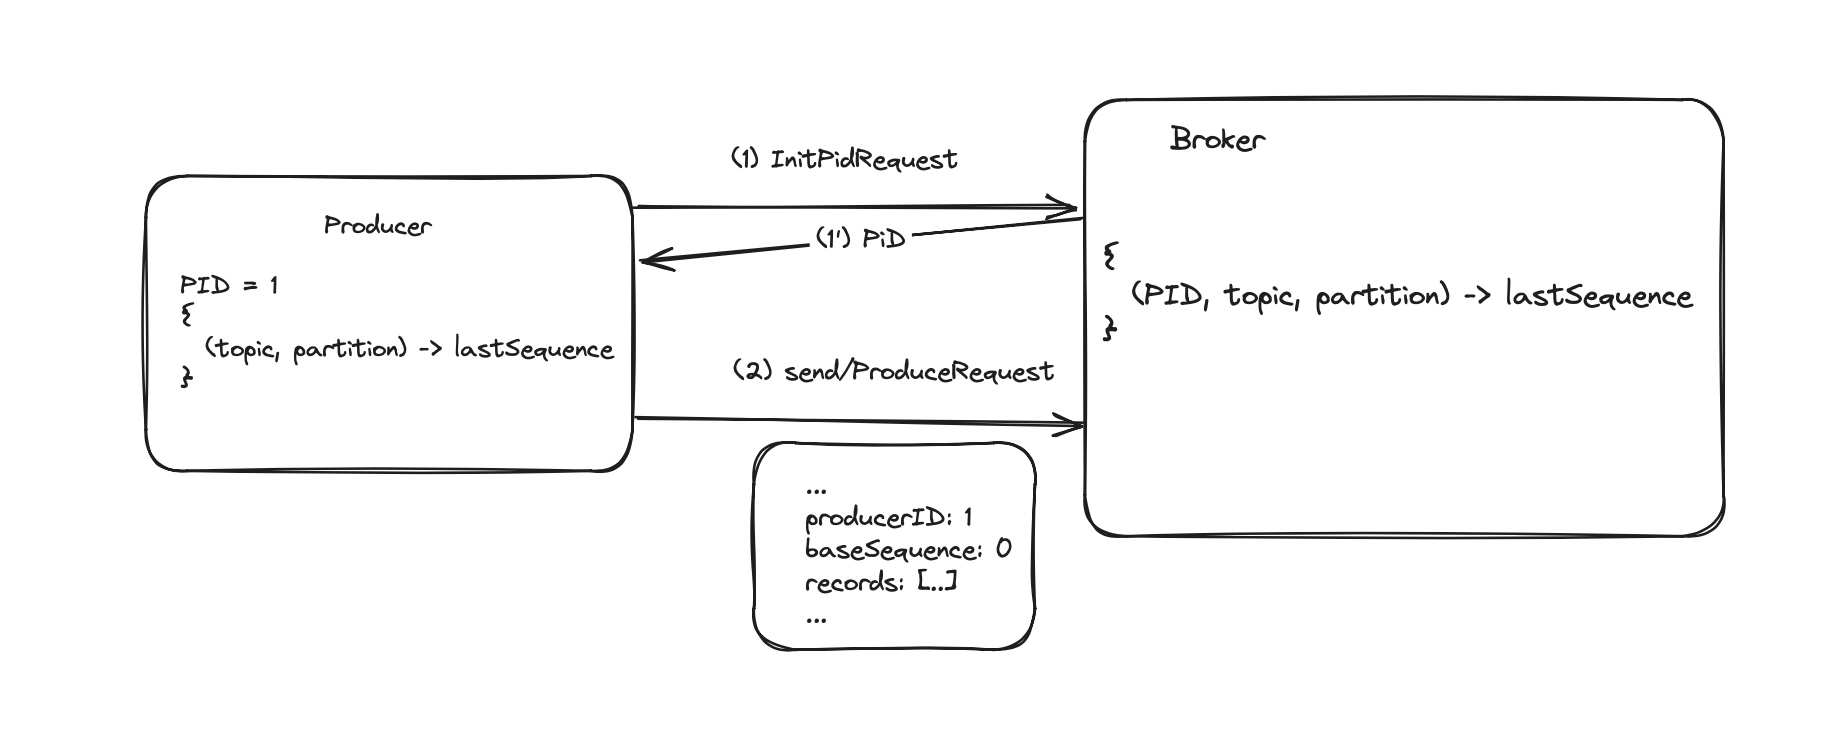 Producer
PID = 1
{
(topic, partition) -> lastSequence
}
(1) InitPidRequest
(1') PiD
(2) send/ProduceRequest
...
producerID: 1
baseSequence: 0
records: [...]
...
Broker
{
(PID, topic, partition) -> lastSequence
}